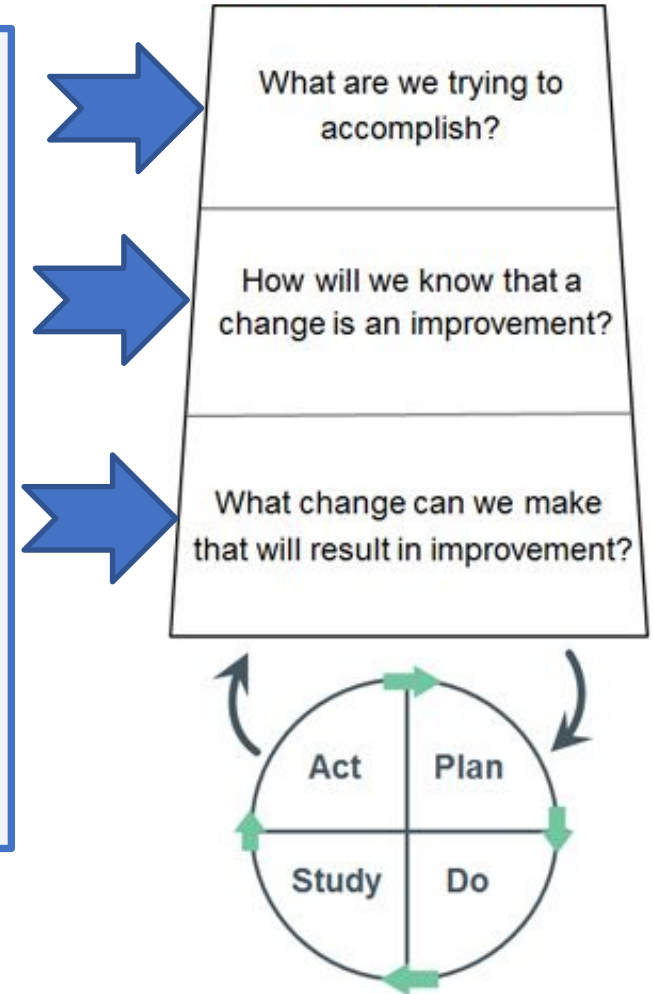 What are we trying to
accomplish?
How will we know that a
change is an improvement?
What change can we make
that will result in improvement?
Act
Plan
Study
Do